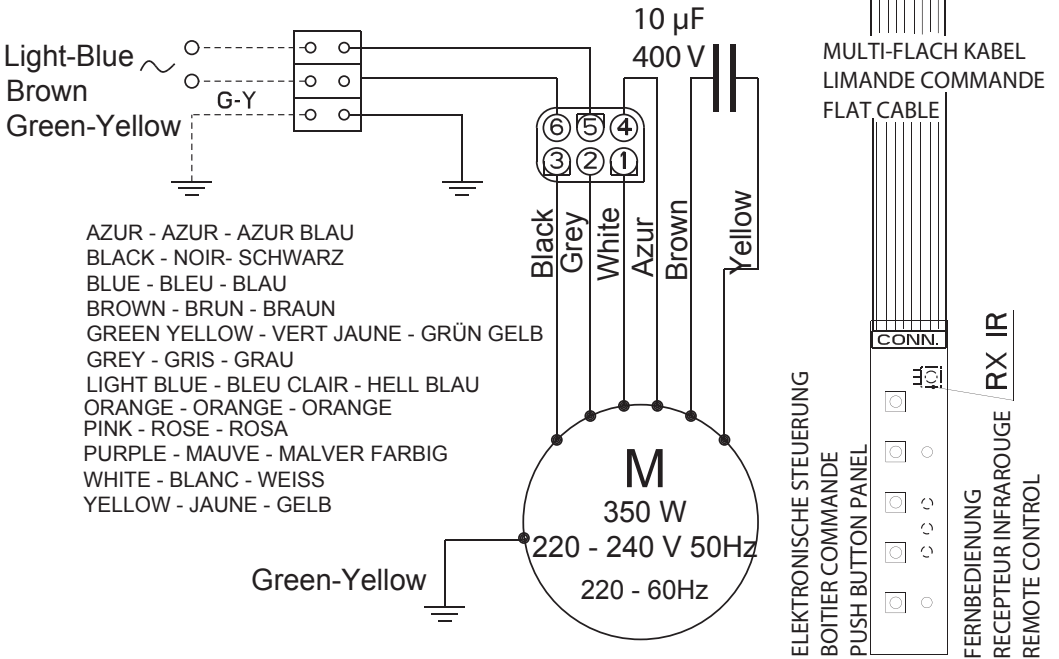 10 µF
400 V
Light-Blue
Brown
Green-Yellow
G-Y
6 5 4
3 2 1
Black
Grey
White
Azur
Brown
Yellow
AZUR - AZUR - AZUR BLAU
BLACK - NOIR- SCHWARZ
BLUE - BLEU - BLAU
BROWN - BRUN - BRAUN
GREEN YELLOW - VERT JAUNE - GRÜN GELB
GREY - GRIS - GRAU
LIGHT BLUE - BLEU CLAIR - HELL BLAU
ORANGE - ORANGE - ORANGE
PINK - ROSE - ROSA
PURPLE - MAUVE - MALVER FARBIG
WHITE - BLANC - WEISS
YELLOW - JAUNE - GELB
M
350 W
220 - 240 V 50Hz
220 - 60Hz
Green-Yellow
MULTI-FLACH KABEL
LIMANDE COMMANDE
FLAT CABLE
CONN.
RX IR
ELEKTRONISCHE STEUERUNG
BOITIER COMMANDE
PUSH BUTTON PANEL
FERNBEDIENUNG
RECEPTEUR INFRAROUGE
REMOTE CONTROL